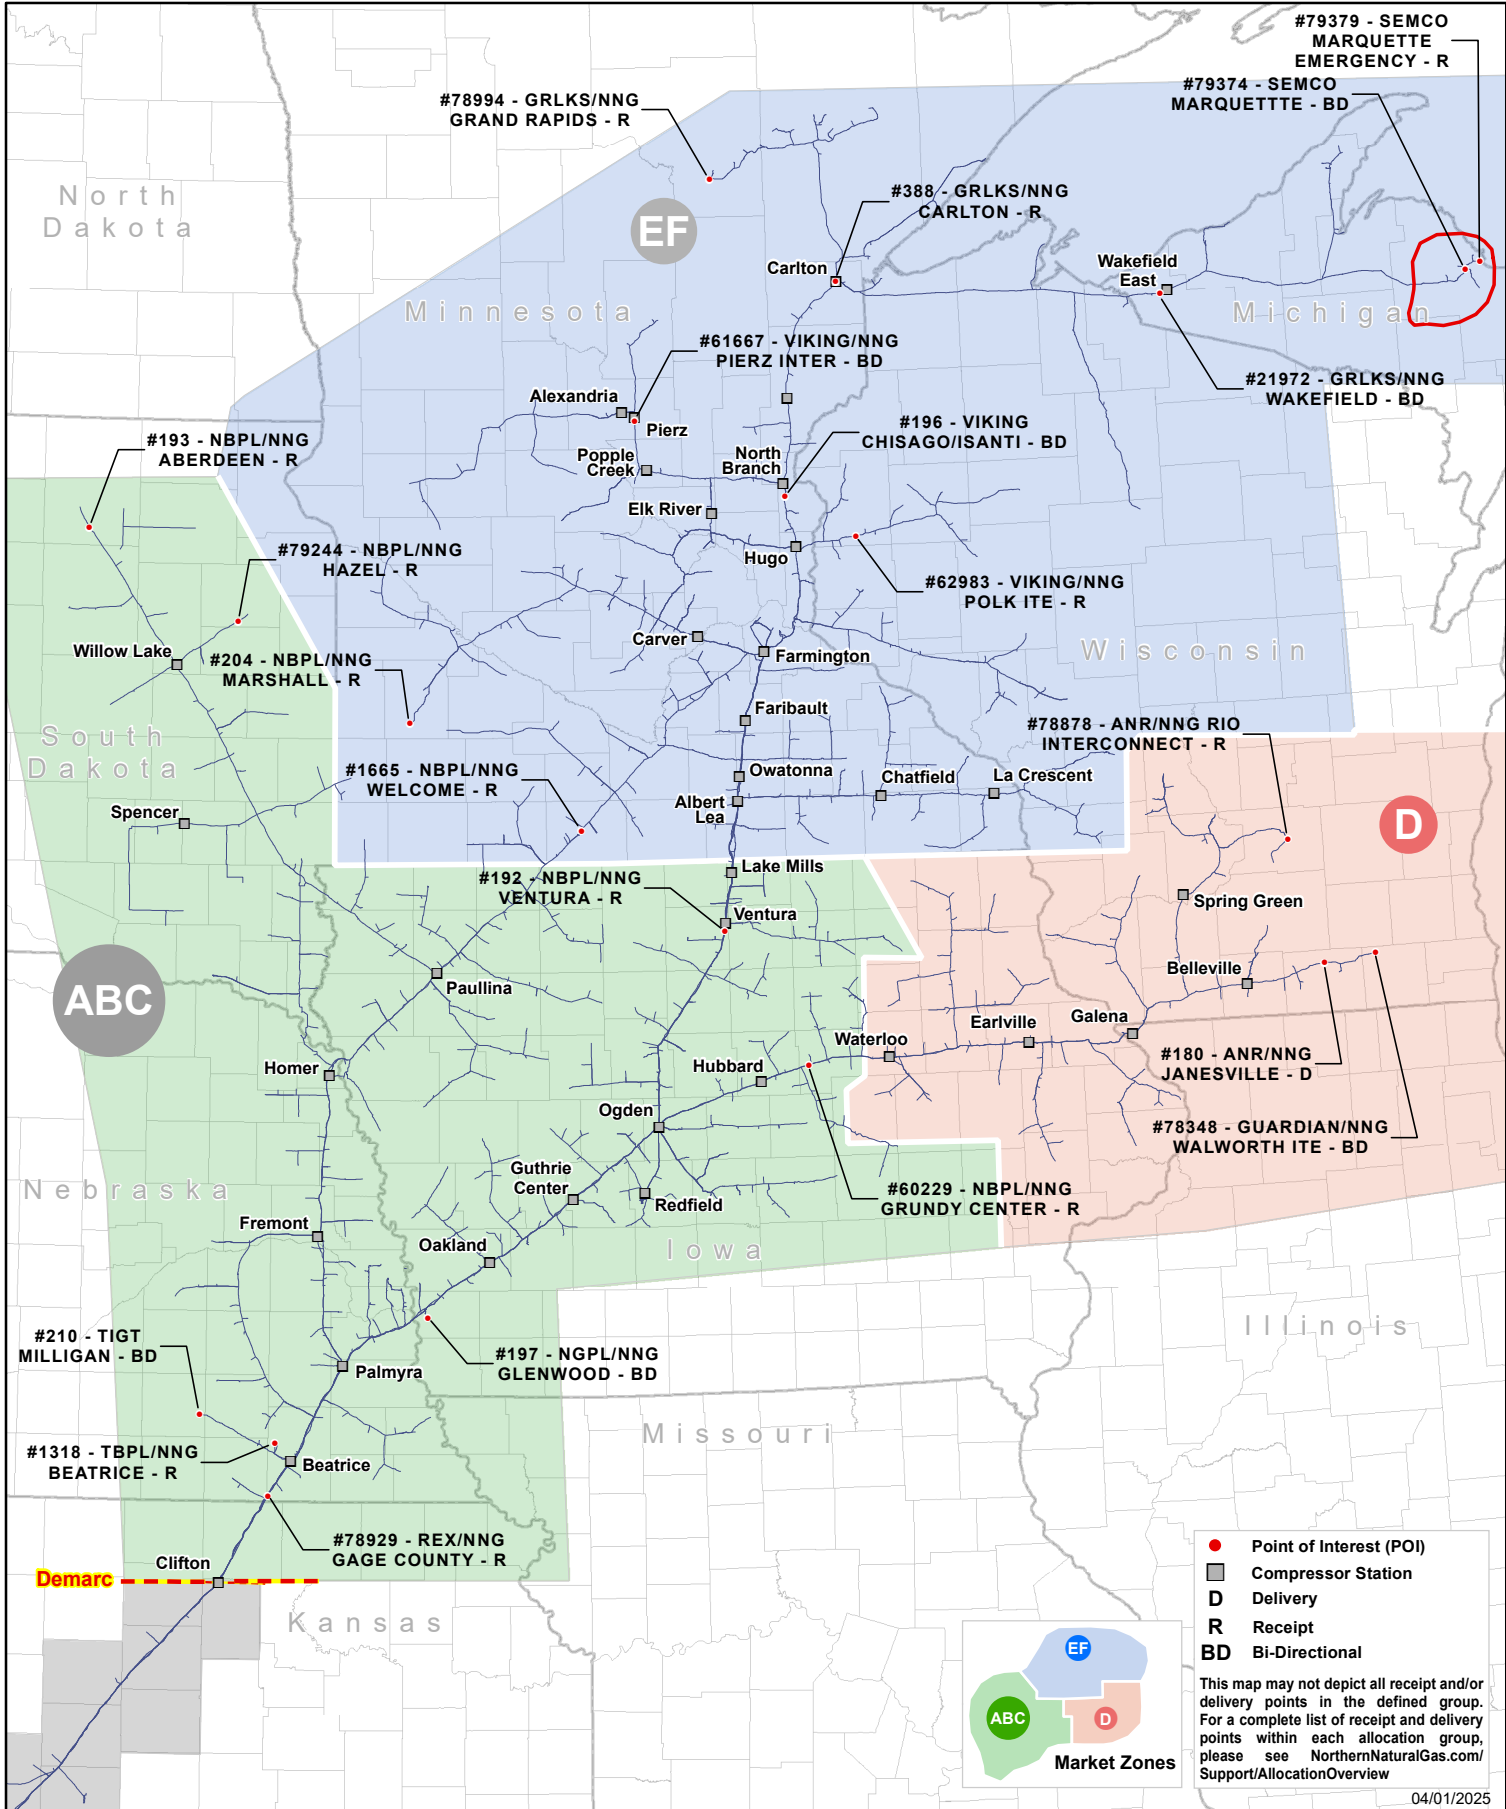 #79379 - SEMCO
MARQUETTE
EMERGENCY - R
#79374 - SEMCO
MARQUETTTE - BD
#78994 - GRLKS/NNG
GRAND RAPIDS - R
North
Dakota
#388 - GRLKS/NNG
CARLTON - R
EF
Carlton
Wakefield
East
Minnesota
Michigan
#61667 - VIKING/NNG
PIERZ INTER - BD
#21972 - GRLKS/NNG
WAKEFIELD - BD
Alexandria
Pierz
#196 - VIKING
CHISAGO/ISANTI - BD
#193 - NBPL/NNG
ABERDEEN - R
Popple
Creek
North
Branch
Elk River
#79244 - NBPL/NNG
HAZEL - R
Hugo
#62983 - VIKING/NNG
POLK ITE - R
Willow Lake
Carver
Farmington
Wisconsin
#204 - NBPL/NNG
MARSHALL - R
Faribault
#78878 - ANR/NNG RIO
INTERCONNECT - R
South
Dakota
#1665 - NBPL/NNG
WELCOME - R
Owatonna
Chatfield
La Crescent
Spencer
Albert
Lea
D
Lake Mills
#192 - NBPL/NNG
VENTURA - R
Ventura
Spring Green
ABC
Paullina
Belleville
Earlville
Galena
Waterloo
Homer
Hubbard
#180 - ANR/NNG
JANESVILLE - D
Ogden
#78348 - GUARDIAN/NNG
WALWORTH ITE - BD
Nebraska
Guthrie
Center
Redfield
#60229 - NBPL/NNG
GRUNDY CENTER - R
Fremont
Oakland
Iowa
Illinois
#210 - TIGT
MILLIGAN - BD
#197 - NGPL/NNG
GLENWOOD - BD
Palmyra
Missouri
#1318 - TBPL/NNG
BEATRICE - R
Beatrice
#78929 - REX/NNG
GAGE COUNTY - R
Clifton
Demarc
Kansas
Point of Interest (POI)
Compressor Station
D Delivery
R Receipt
BD Bi-Directional
This map may not depict all receipt and/or
delivery points in the defined group.
For a complete list of receipt and delivery
points within each allocation group,
please see NorthernNaturalGas.com/
Support/AllocationOverview
EF
ABC
D
Market Zones
04/01/2025